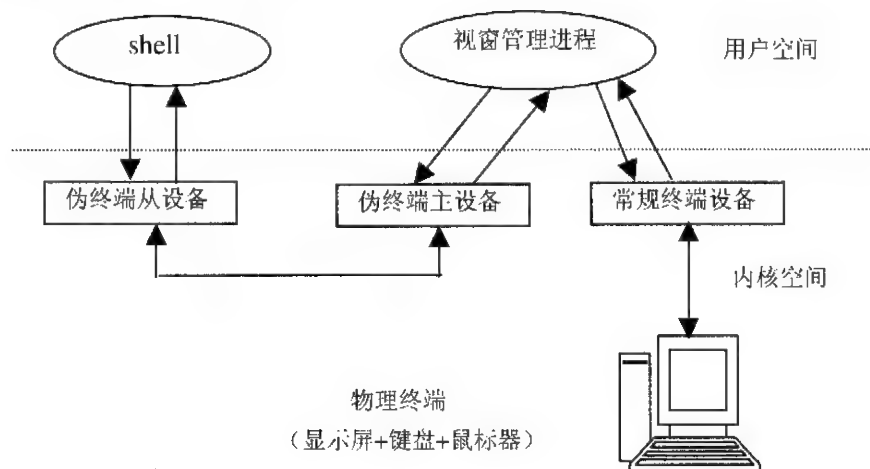 shell
视窗管理进程
用户空间
伪终端从设备
伪终端主设备
常规终端设备
内核空间
物理终端
（显示屏+键盘+鼠标器）